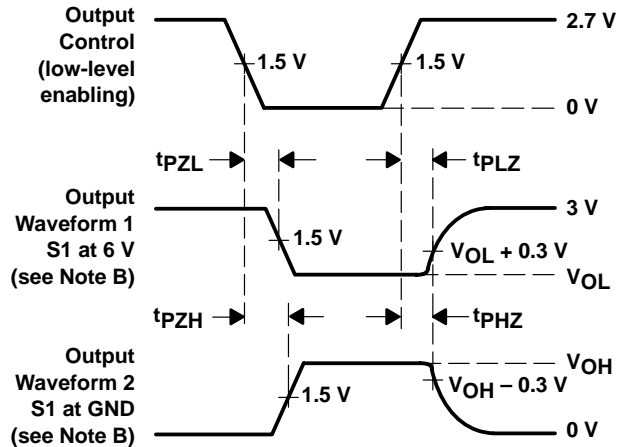 Output
Control
(low-level
enabling)
1.5 V
1.5 V
2.7 V
0 V
tPZL
tPLZ
Output
Waveform 1
S1 at 6 V
(see Note B)
1.5 V
3 V
VOL + 0.3 V
VOL
tPZH
tPHZ
Output
Waveform 2
S1 at GND
(see Note B)
1.5 V
VOH
VOH – 0.3 V
0 V